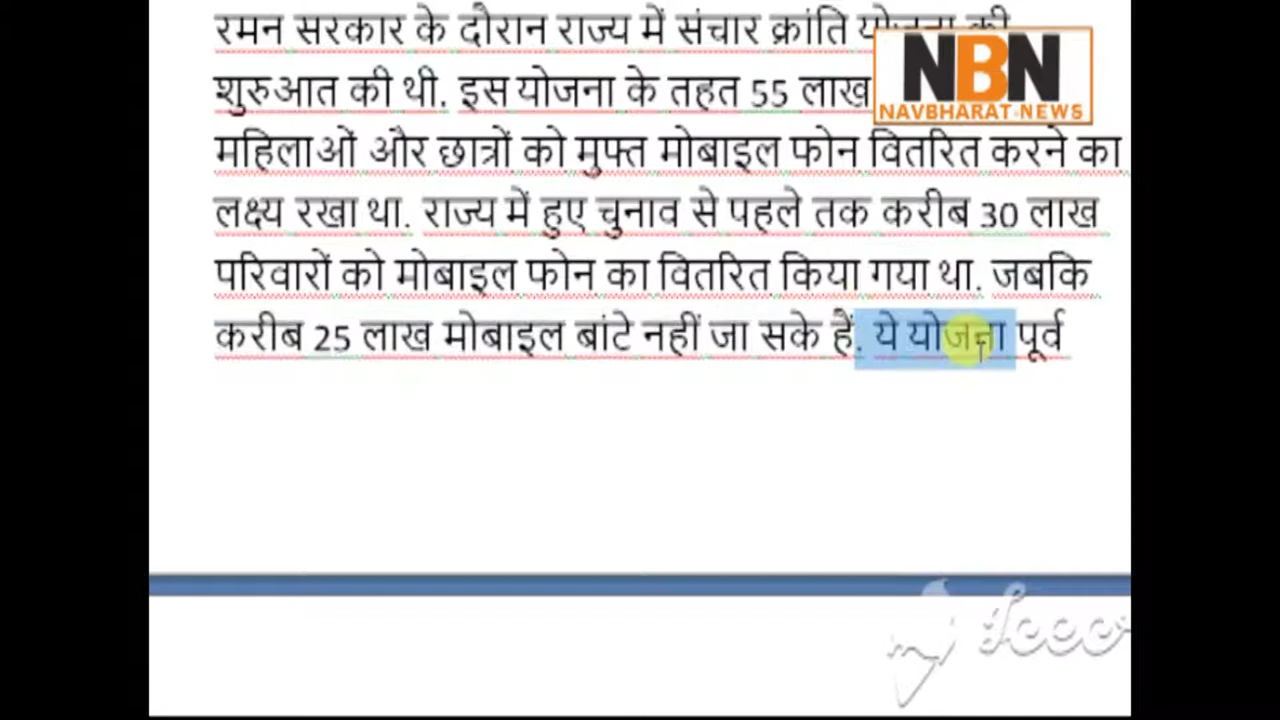 रमन सरकार के दौरान राज्य में संचार क्रांति योजना की
NBN
NAVBHARAT NEWS
शुरुआत की थी. इस योजना के तहत 55 लाख
महिलाओं और छात्रों को मुफ्त मोबाइल फोन वितरित करने का
लक्ष्य रखा था. राज्य में हुए चुनाव से पहले तक करीब 30 लाख
परिवारों को मोबाइल फोन का वितरित किया गया था. जबकि
करीब 25 लाख मोबाइल बांटे नहीं जा सके हैं. ये योजना पूर्व